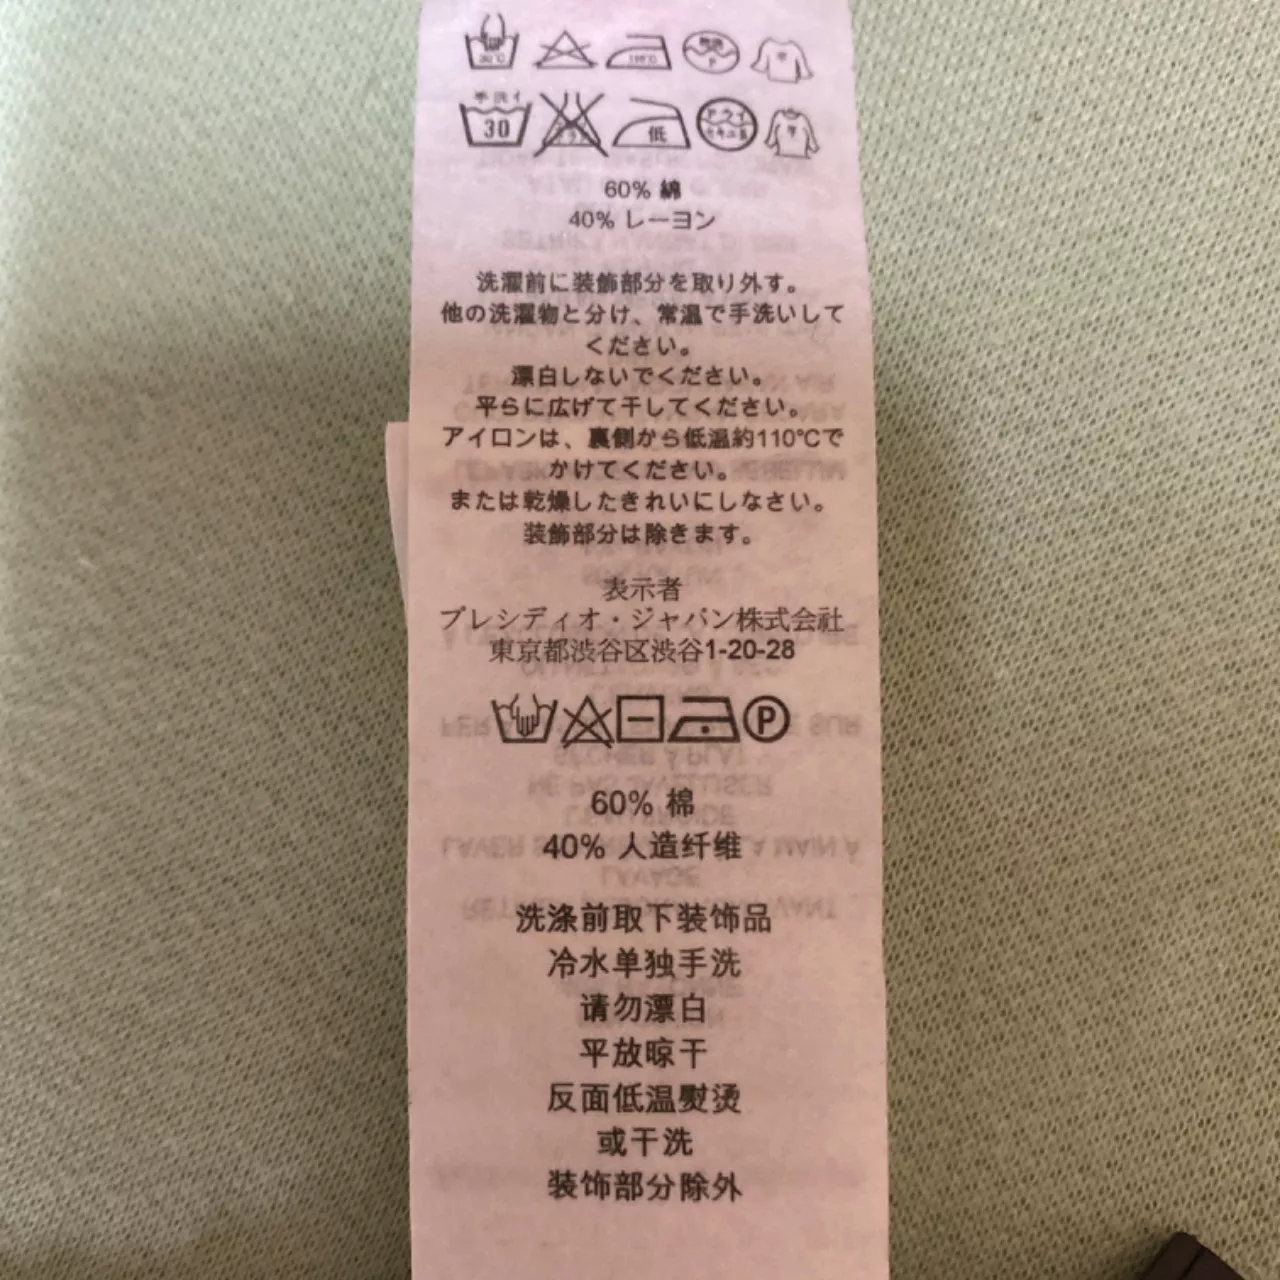 手洗イ
30
低
60% 綿
40% レーヨン
洗濯前に装飾部分を取り外す。
他の洗濯物と分け、常温で手洗いして
ください。
漂白しないでください。
平らに広げて干してください。
アイロンは、裏側から低温約110℃で
かけてください。
または乾燥したきれいにしなさい。
装飾部分は除きます。
表示者
プレシディオ・ジャパン株式会社
東京都渋谷区渋谷1-20-28
P
60% 棉
40% 人造纤维
洗涤前取下装饰品
冷水单独手洗
请勿漂白
平放晾干
反面低温熨烫
或干洗
装饰部分除外